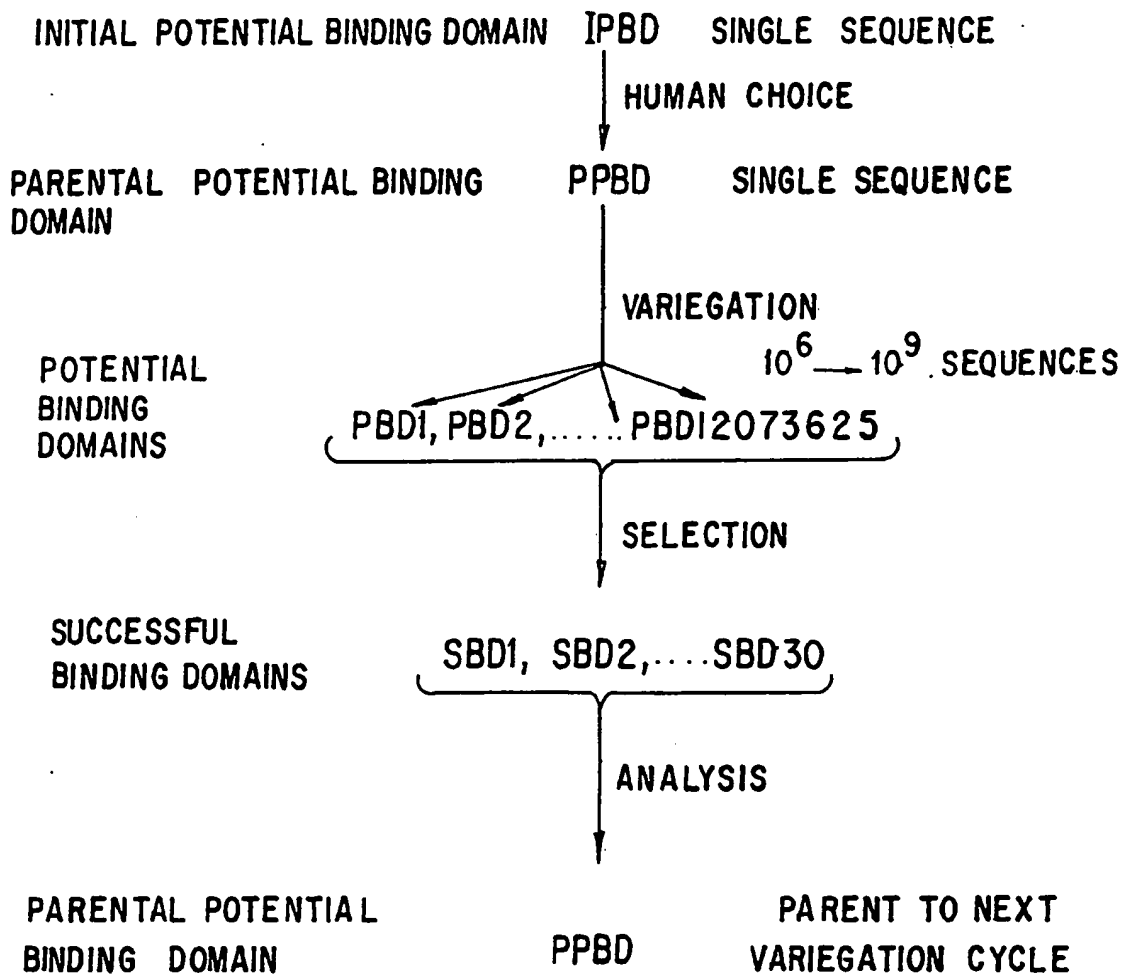 INITIAL POTENTIAL BINDING DOMAIN IPBD SINGLE SEQUENCE
HUMAN CHOICE
PARENTAL POTENTIAL BINDING DOMAIN PPBD SINGLE SEQUENCE
VARIEGATION
10^6 → 10^9 SEQUENCES
POTENTIAL
BINDING
DOMAINS
PBD1, PBD2, ...... PBD12073625
SELECTION
SUCCESSFUL
BINDING DOMAINS
SBD1, SBD2, .... SBD30
ANALYSIS
PARENTAL POTENTIAL
BINDING DOMAIN
PPBD
PARENT TO NEXT
VARIEGATION CYCLE